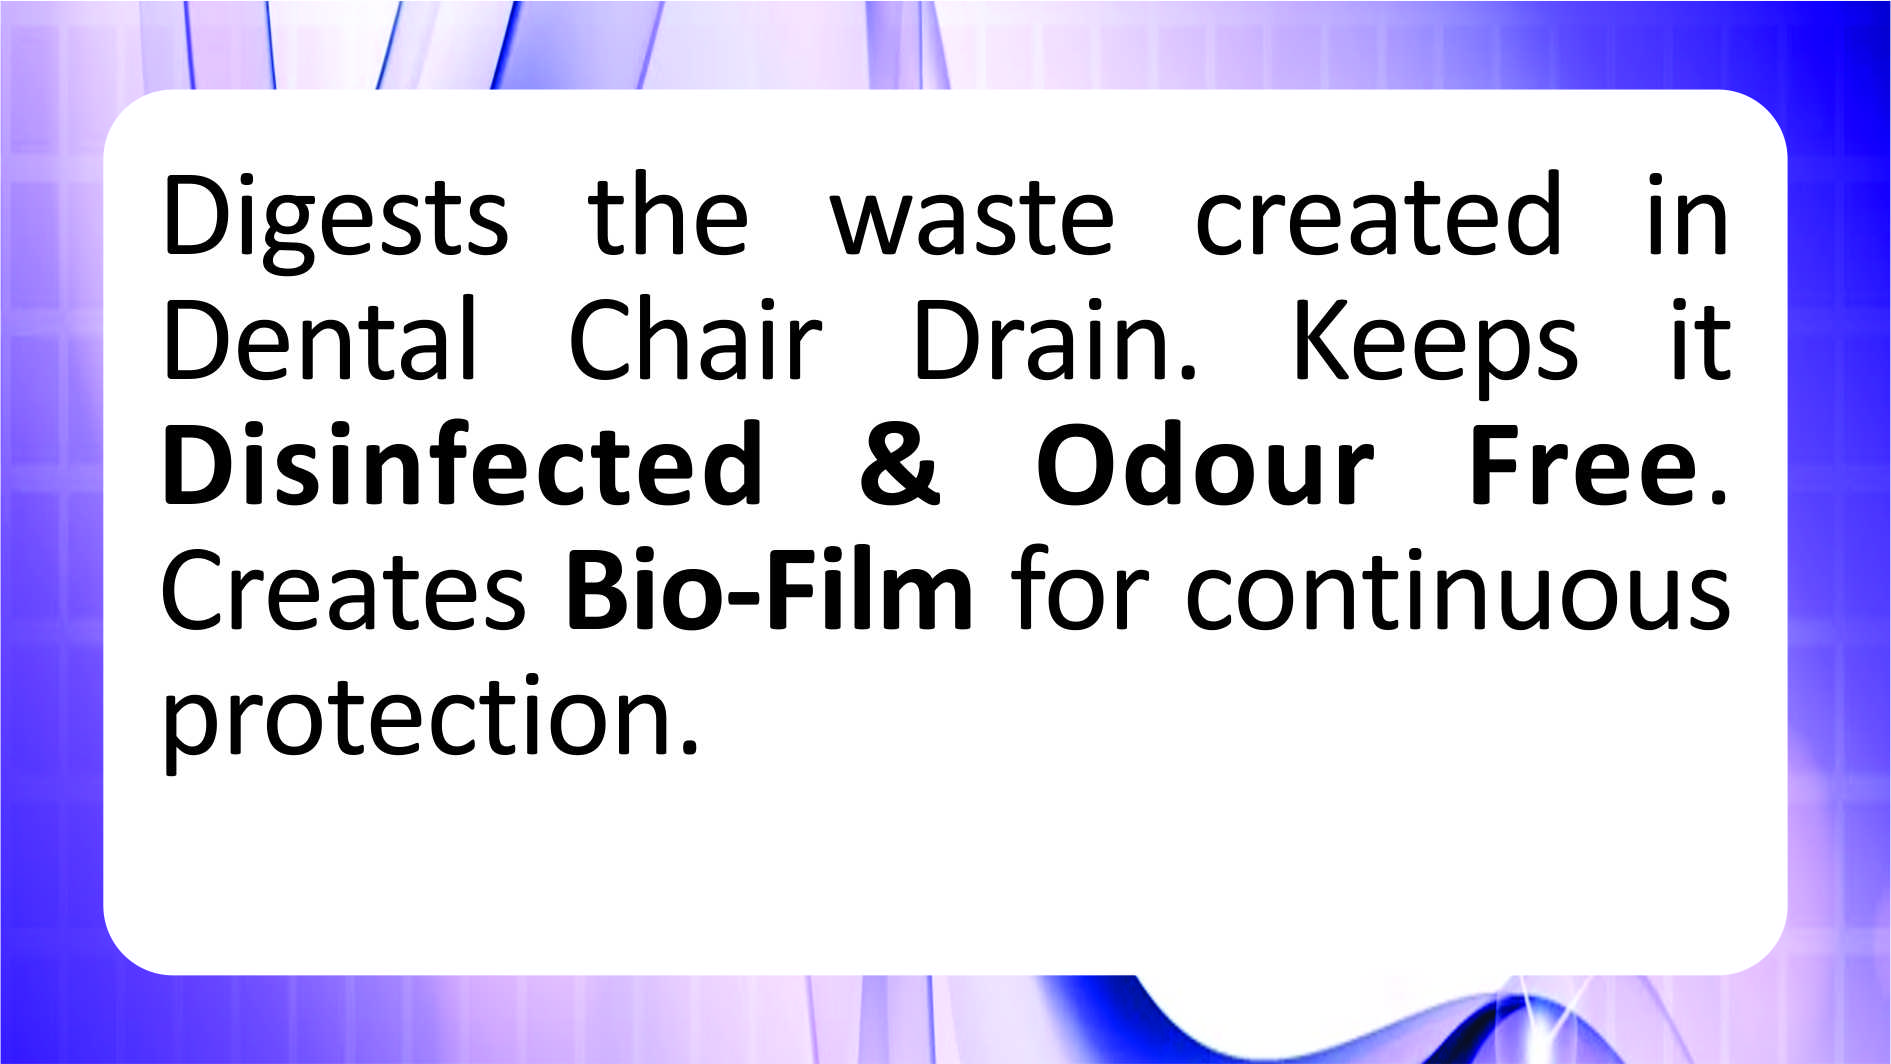 Digests the waste created in
Dental Chair Drain. Keeps it
Disinfected & Odour Free.
Creates Bio-Film for continuous
protection.